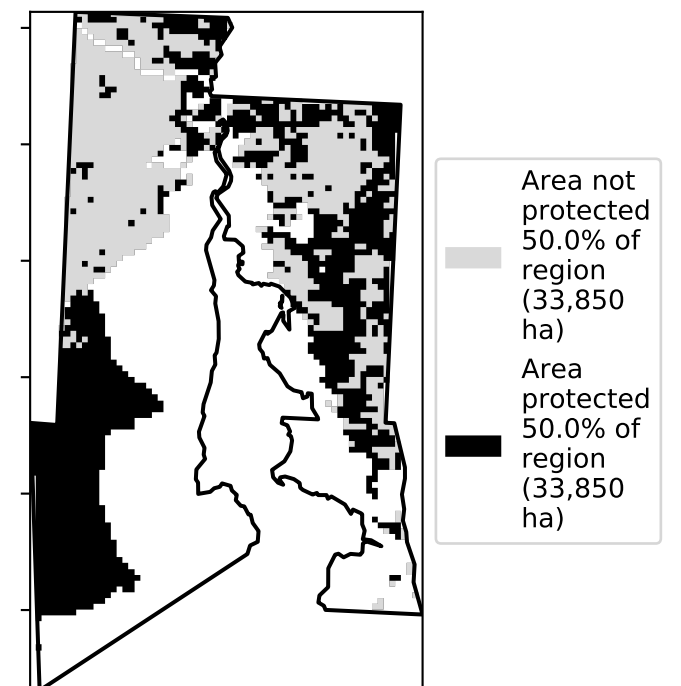 Area not
protected
50.0% of
region
(33,850
ha)
Area
protected
50.0% of
region
(33,850
ha)